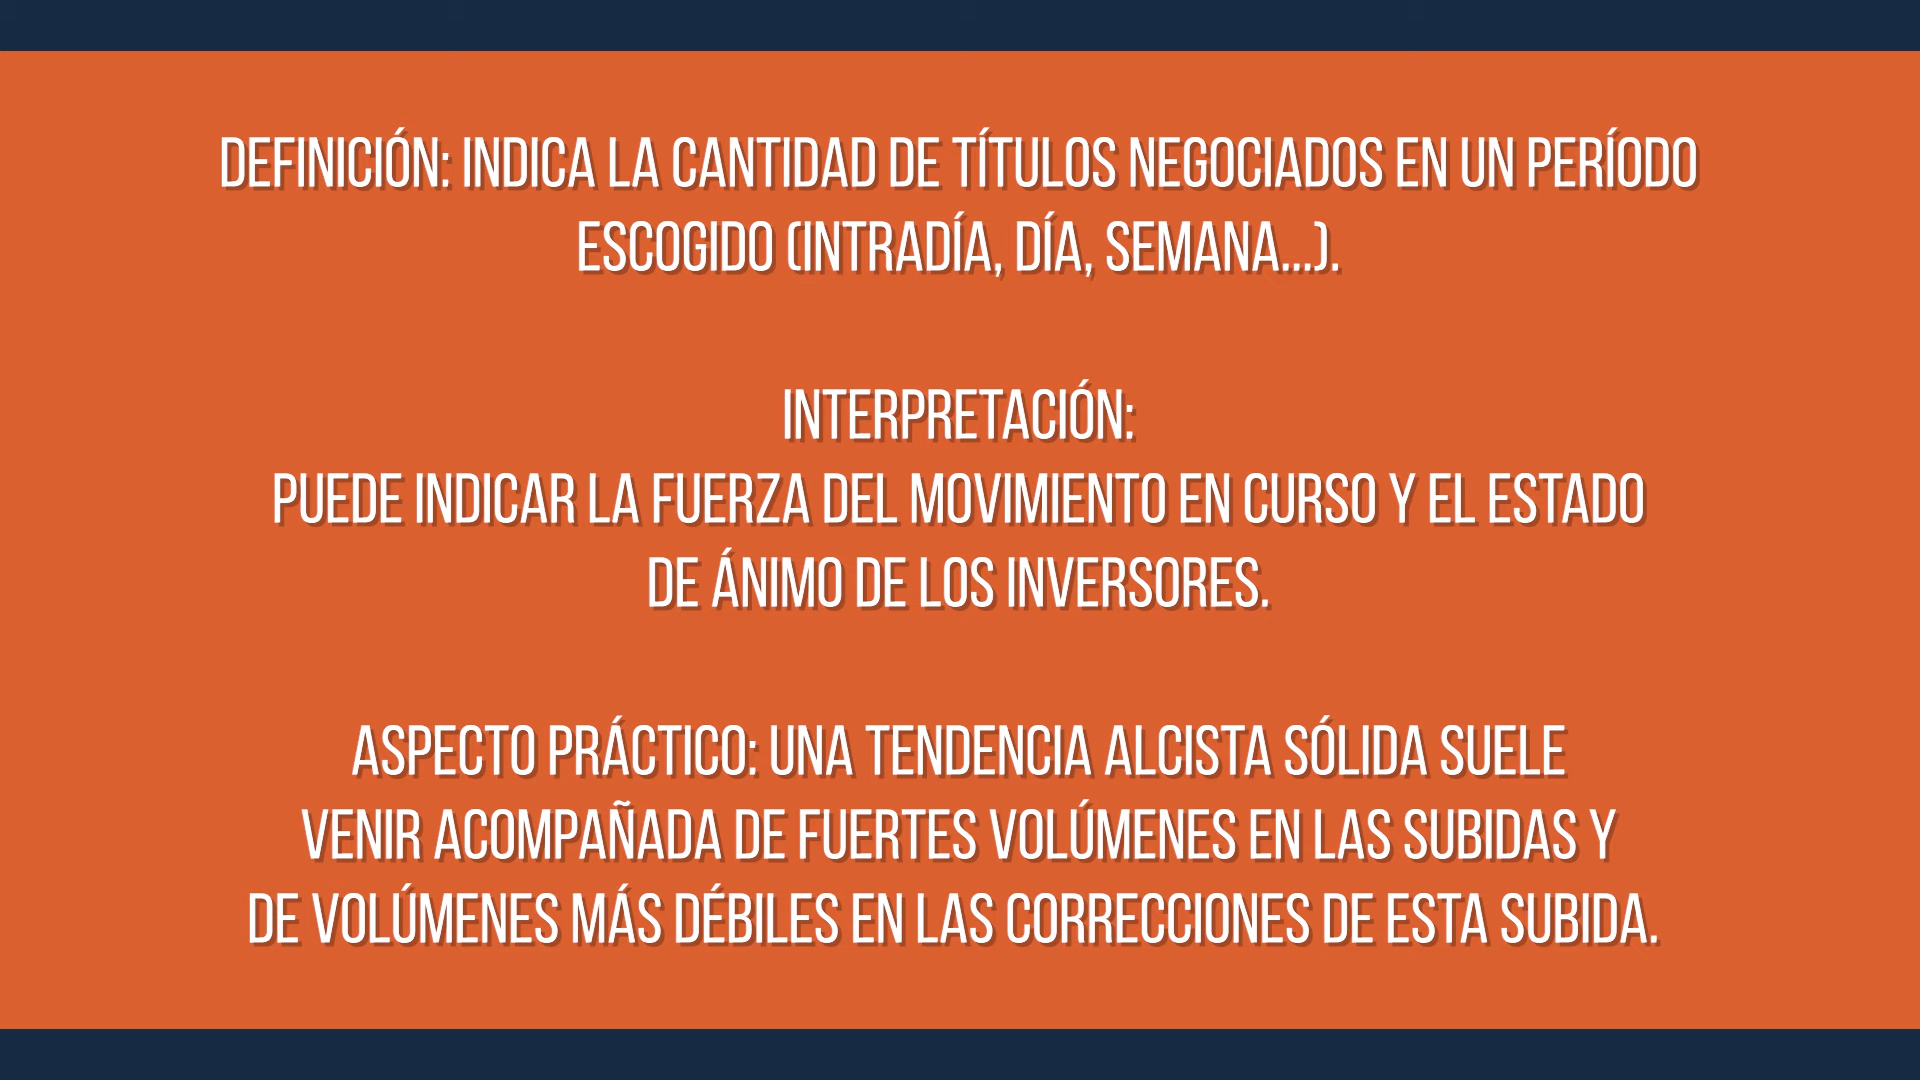 DEFINICIÓN: INDICA LA CANTIDAD DE TÍTULOS NEGOCIADOS EN UN PERÍODO
ESCOGIDO (INTRADÍA, DÍA, SEMANA...).
INTERPRETACIÓN:
PUEDE INDICAR LA FUERZA DEL MOVIMIENTO EN CURSO Y EL ESTADO
DE ÁNIMO DE LOS INVERSORES.
ASPECTO PRÁCTICO: UNA TENDENCIA ALCISTA SÓLIDA SUELE
VENIR ACOMPAÑADA DE FUERTES VOLÚMENES EN LAS SUBIDAS Y
DE VOLÚMENES MÁS DÉBILES EN LAS CORRECCIONES DE ESTA SUBIDA.